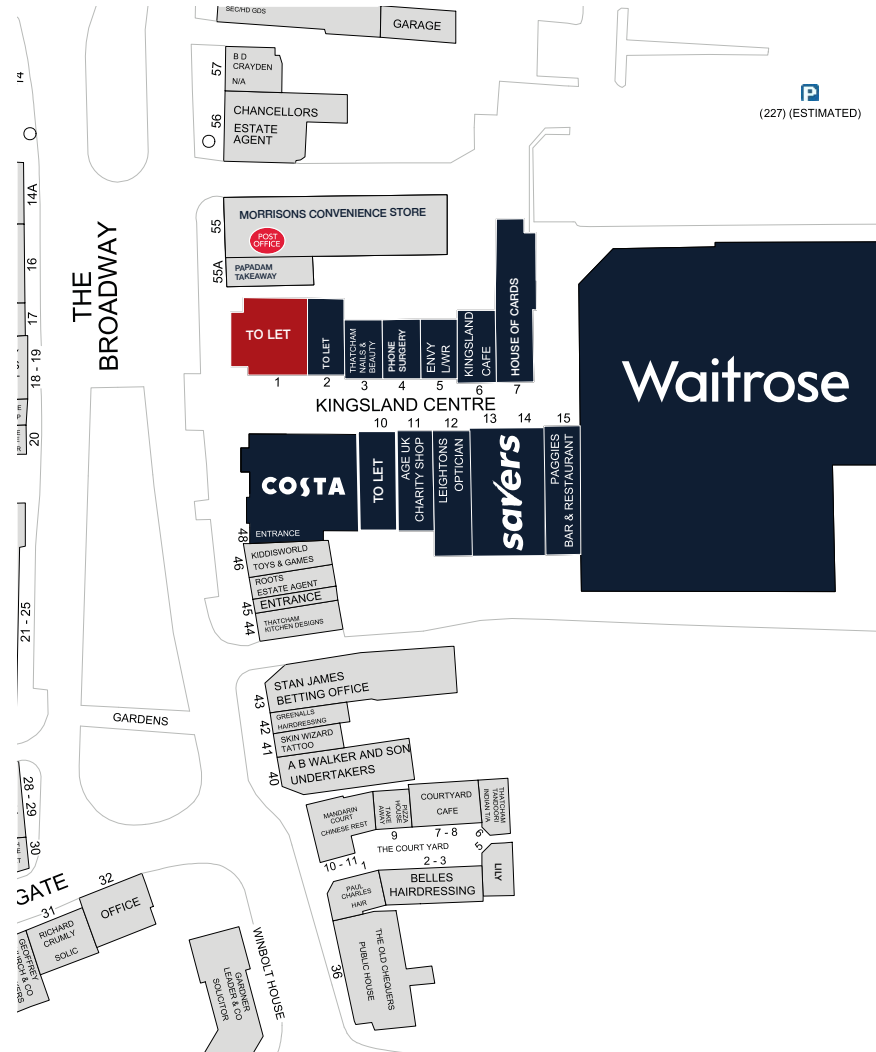 SEC/HD GDS
GARAGE
57
B D
CRAYDEN
N/A
56
CHANCELLORS
ESTATE
AGENT
P
(227) (ESTIMATED)
14
14A
16
17
18 - 19
20
21 - 25
THE
BROADWAY
55
MORRISONS CONVENIENCE STORE
POST
OFFICE
55A
PAPADAM
TAKEAWAY
TO LET
1
TO LET
2
THATCHAM
NAILS &
BEAUTY
3
PHONE
SURGERY
4
ENVY
L/WR
5
KINGSLAND
CAFE
6
HOUSE OF CARDS
7
KINGSLAND CENTRE
Waitrose
COSTA
ENTRANCE
48
10
TO LET
11
AGE UK
CHARITY SHOP
12
LEIGHTONS
OPTICIAN
13
14
savers
15
PAGGIES
BAR & RESTAURANT
46
KIDDISWORLD
TOYS & GAMES
ROOTS
ESTATE AGENT
45
ENTRANCE
44
THATCHAM
KITCHEN DESIGNS
GARDENS
43
STAN JAMES
BETTING OFFICE
42
GREENALLS
HAIRDRESSING
41
SKIN WIZARD
TATTOO
40
A B WALKER AND SON
UNDERTAKERS
28 - 29
30
MANDARIN
COURT
CHINESE REST
10 - 11
PIZZA
HOUSE
TAKE
AWAY
9
COURTYARD
CAFE
7 - 8
THATCHAM
TANDOORI
INDIAN T/A
6
THE COURT YARD
5
LILY
1
PAUL
CHARLES
HAIR
2 - 3
BELLES
HAIRDRESSING
36
THE OLD CHEQUERS
PUBLIC HOUSE
GATE
31
RICHARD
CRUMLY
SOLIC
32
OFFICE
GEOFFREY
URCH & CO
ERS
GARDNER
LEADER & CO
SOLICITOR
WINBOLT HOUSE